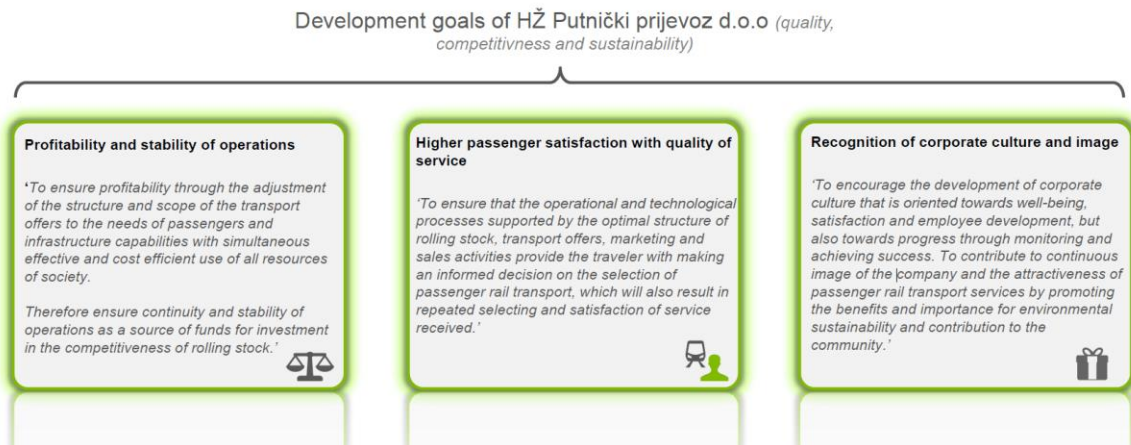 Development goals of HŽ Putnički prijevoz d.o.o (quality,
competitivness and sustainability)
Profitability and stability of operations
‘To ensure profitability through the adjustment
of the structure and scope of the transport
offers to the needs of passengers and
infrastructure capabilities with simultaneous
effective and cost efficient use of all resources
of society.
Therefore ensure continuity and stability of
operations as a source of funds for investment
in the competitiveness of rolling stock.’
Higher passenger satisfaction with quality of
service
‘To ensure that the operational and technological
processes supported by the optimal structure of
rolling stock, transport offers, marketing and
sales activities provide the traveler with making
an informed decision on the selection of
passenger rail transport, which will also result in
repeated selecting and satisfaction of service
received.’
Recognition of corporate culture and image
‘To encourage the development of corporate
culture that is oriented towards well-being,
satisfaction and employee development, but
also towards progress through monitoring and
achieving success. To contribute to continuous
image of the company and the attractiveness of
passenger rail transport services by promoting
the benefits and importance for environmental
sustainability and contribution to the
community.’